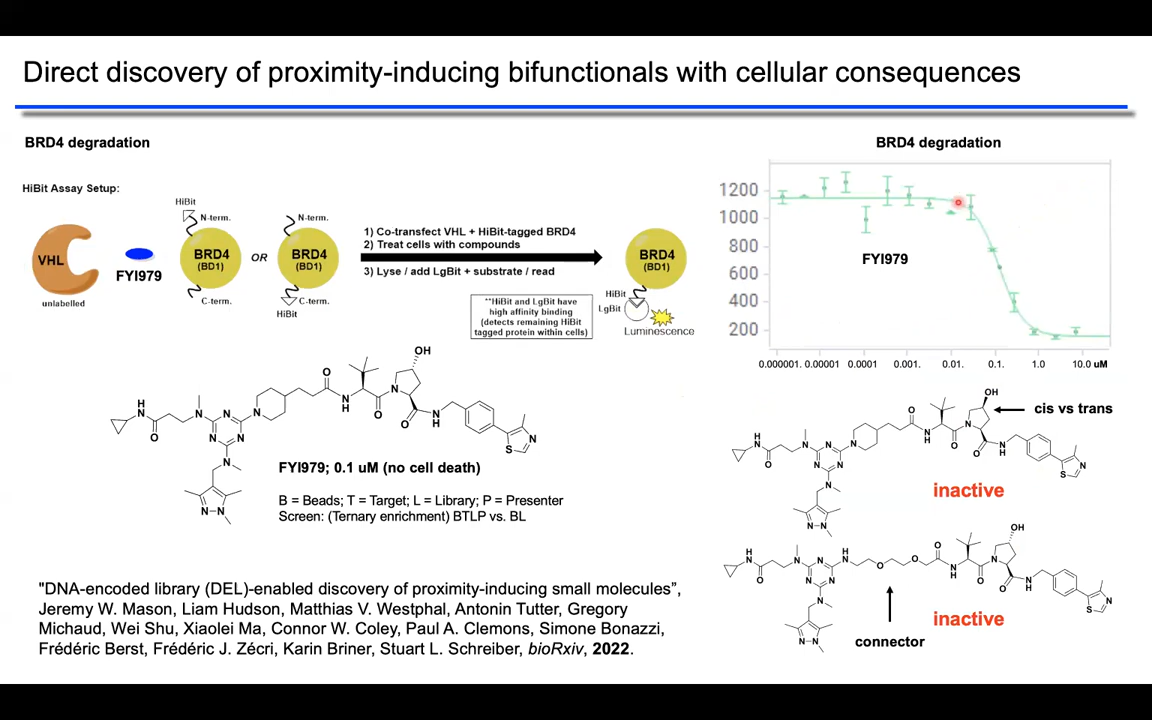 Direct discovery of proximity-inducing bifunctionals with cellular consequences
BRD4 degradation
HiBit Assay Setup:
VHL
unlabelled
FYI979
HiBit
N-term.
BRD4
(BD1)
C-term.
OR
N-term.
BRD4
(BD1)
C-term.
HiBit
1) Co-transfect VHL + HiBit-tagged BRD4
2) Treat cells with compounds
3) Lyse / add LgBit + substrate / read
**HiBit and LgBit have
high affinity binding
(detects remaining HiBit
tagged protein within cells)
BRD4
(BD1)
HiBit
LgBit
Luminescence
BRD4 degradation
1200
1000
800
600
400
200
FYI979
0.000001. 0.00001 0.0001 0.001. 0.01. 0.1. 1.0 10.0 uM
OH
O
H
N
N
N
N
N
N
N
N
H
O
N
O
O
N
H
S
N
O
N
N
N
FYI979; 0.1 uM (no cell death)
B = Beads; T = Target; L = Library; P = Presenter
Screen: (Ternary enrichment) BTLP vs. BL
OH
cis vs trans
O
H
N
N
N
N
N
N
N
N
H
O
N
O
O
N
H
S
N
O
N
N
N
inactive
OH
H
N
O
N
N
N
N
H
N
O
O
O
N
H
O
N
O
N
H
S
N
N
N
N
connector
inactive
"DNA-encoded library (DEL)-enabled discovery of proximity-inducing small molecules”,
Jeremy W. Mason, Liam Hudson, Matthias V. Westphal, Antonin Tutter, Gregory
Michaud, Wei Shu, Xiaolei Ma, Connor W. Coley, Paul A. Clemons, Simone Bonazzi,
Frédéric Berst, Frédéric J. Zécri, Karin Briner, Stuart L. Schreiber, bioRxiv, 2022.